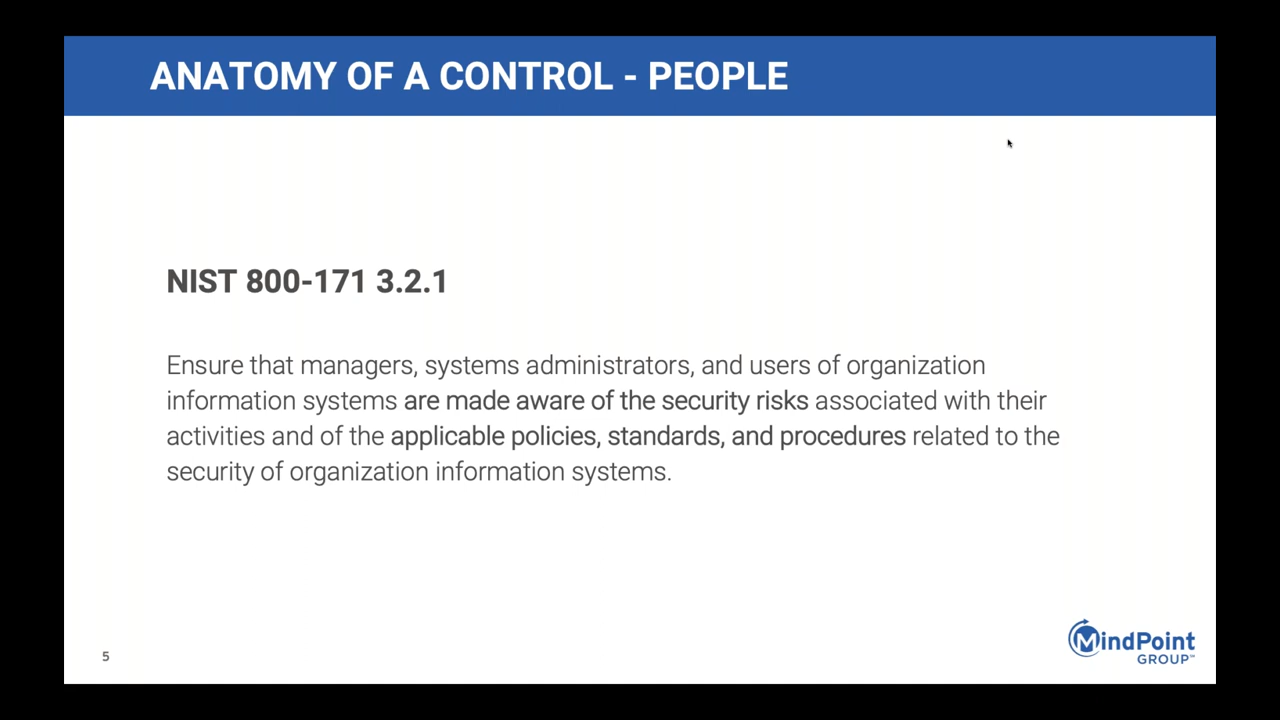 ANATOMY OF A CONTROL - PEOPLE
NIST 800-171 3.2.1
Ensure that managers, systems administrators, and users of organization
information systems are made aware of the security risks associated with their
activities and of the applicable policies, standards, and procedures related to the
security of organization information systems.
MindPoint
GROUP™
5